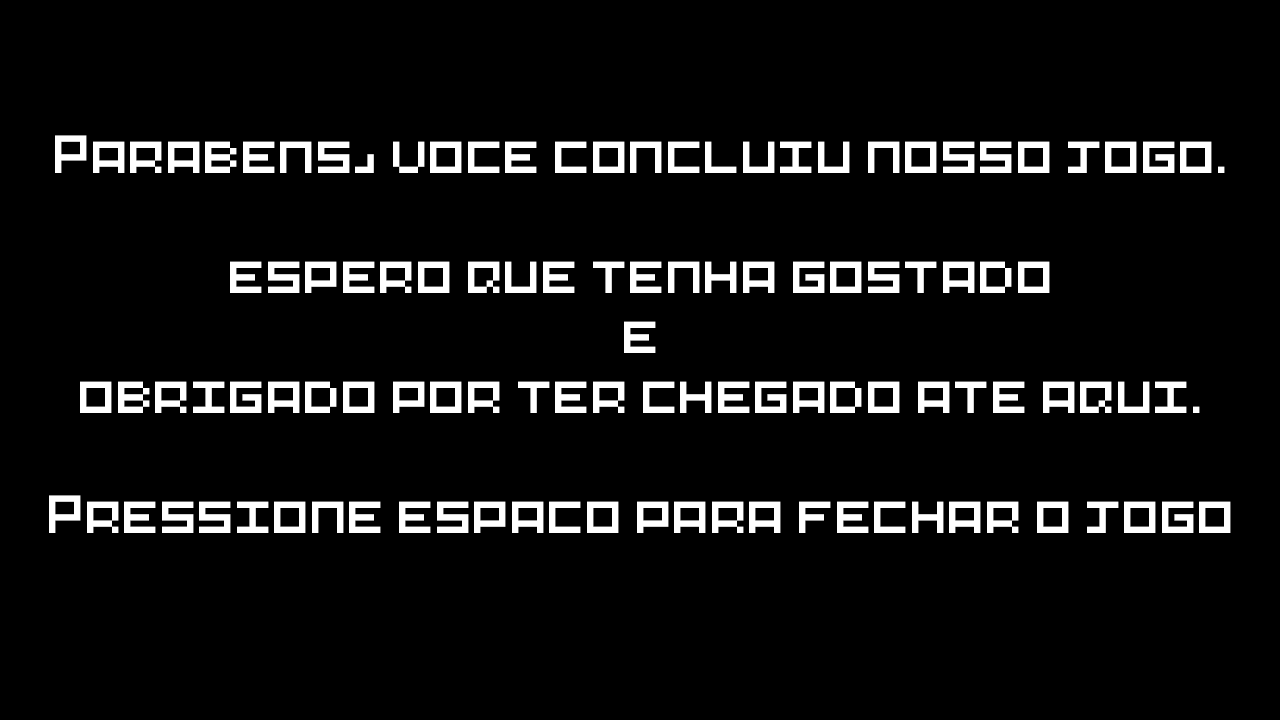 Parabens, voce concluiu nosso jogo.
espero que tenha gostado
e
obrigado por ter chegado ate aqui.
Pressione espaco para fechar o jogo